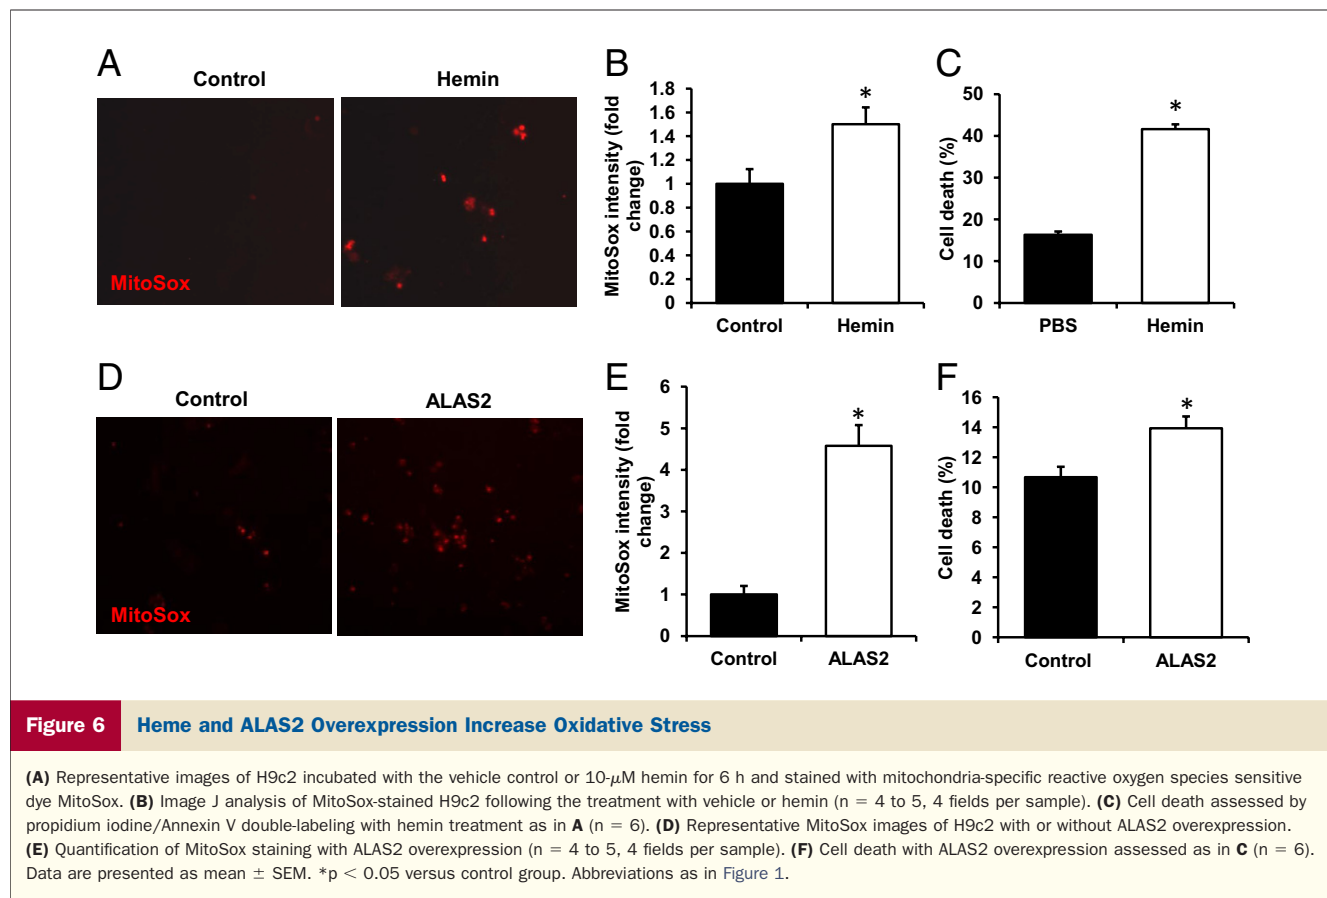 A
Control
Hemin
MitoSox
B
MitoSox intensity (fold
change)
1.8
1.6
1.4
1.2
1
0.8
0.6
0.4
0.2
0
*
Control
Hemin
C
Cell death (%)
50
40
30
20
10
0
*
PBS
Hemin
D
Control
ALAS2
MitoSox
E
MitoSox intensity (fold
change)
6
5
4
3
2
1
0
*
Control
ALAS2
F
Cell death (%)
16
14
12
10
8
6
4
2
0
*
Control
ALAS2
Figure 6 Heme and ALAS2 Overexpression Increase Oxidative Stress
(A) Representative images of H9c2 incubated with the vehicle control or 10-μM hemin for 6 h and stained with mitochondria-specific reactive oxygen species sensitive
dye MitoSox. (B) Image J analysis of MitoSox-stained H9c2 following the treatment with vehicle or hemin (n = 4 to 5, 4 fields per sample). (C) Cell death assessed by
propidium iodine/Annexin V double-labeling with hemin treatment as in A (n = 6). (D) Representative MitoSox images of H9c2 with or without ALAS2 overexpression.
(E) Quantification of MitoSox staining with ALAS2 overexpression (n = 4 to 5, 4 fields per sample). (F) Cell death with ALAS2 overexpression assessed as in C (n = 6).
Data are presented as mean ± SEM. *p < 0.05 versus control group. Abbreviations as in Figure 1.